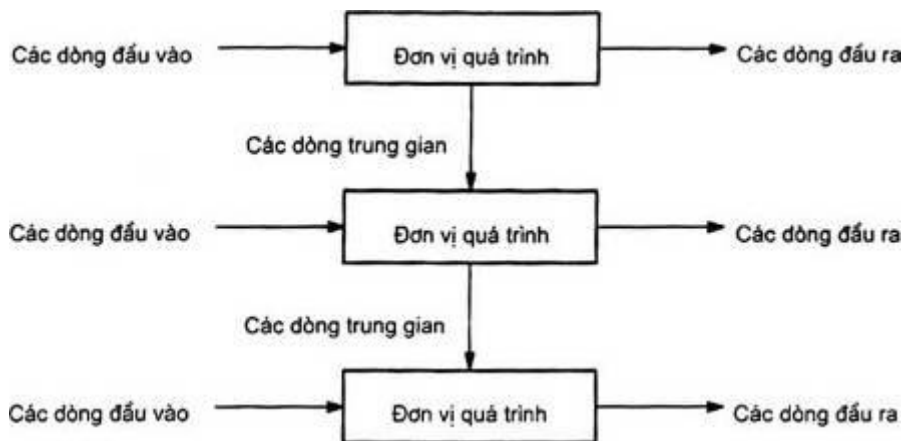 Các dòng đầu vào
Đơn vị quá trình
Các dòng đầu ra
Các dòng trung gian
Các dòng đầu vào
Đơn vị quá trình
Các dòng đầu ra
Các dòng trung gian
Các dòng đầu vào
Đơn vị quá trình
Các dòng đầu ra